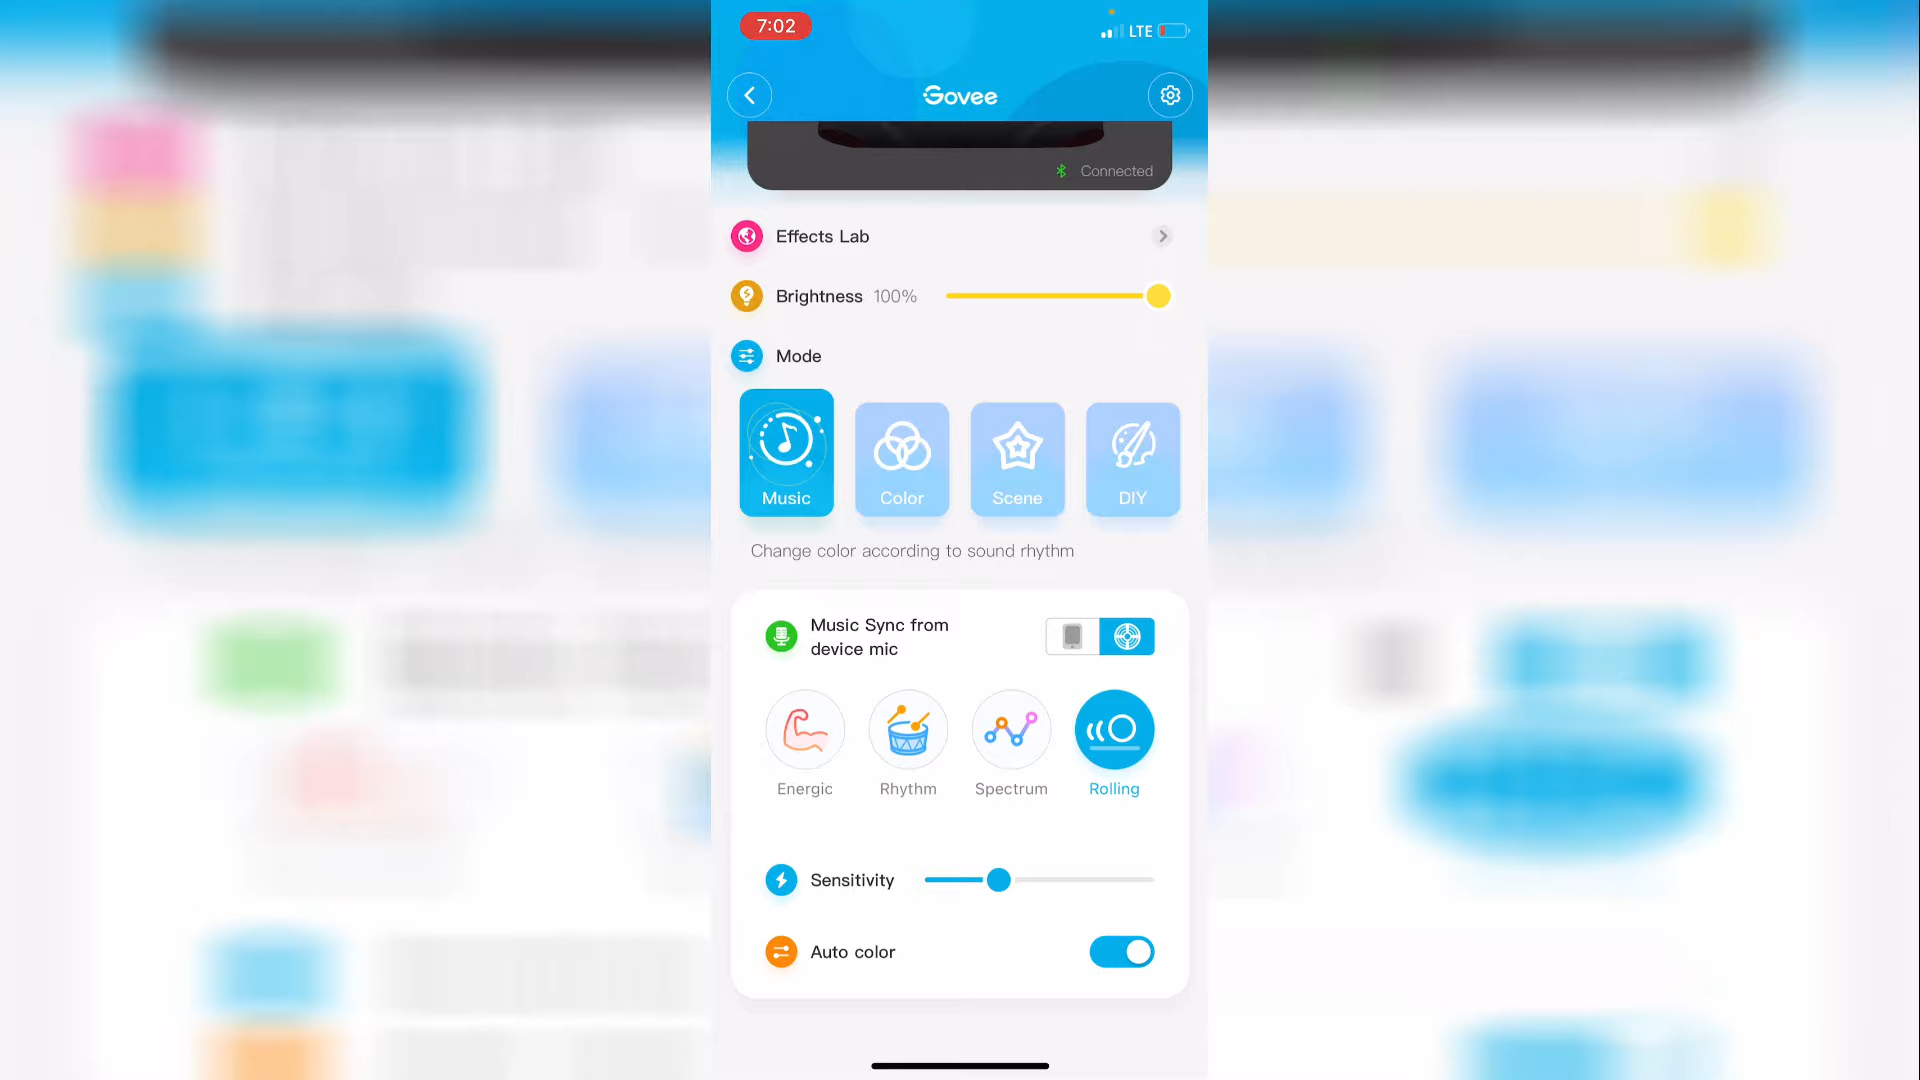 7:02
LTE
Govee
Connected
Effects Lab
Brightness 100%
Mode
Music Color Scene DIY
Change color according to sound rhythm
Music Sync from
device mic
Energic Rhythm Spectrum Rolling
Sensitivity
Auto color